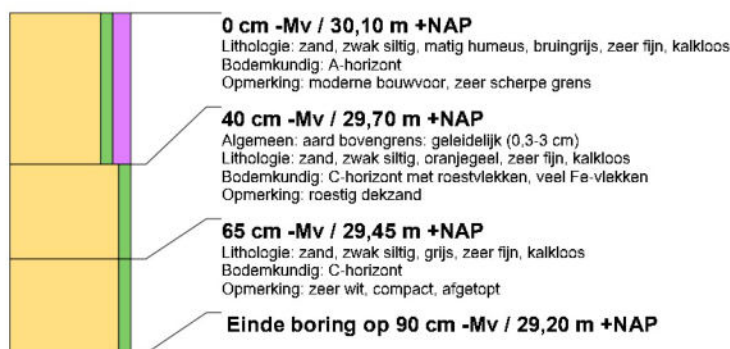 0 cm -Mv / 30,10 m +NAP
Lithologie: zand, zwak siltig, matig humeus, bruingrijs, zeer fijn, kalkloos
Bodemkundig: A-horizont
Opmerking: moderne bouwvoor, zeer scherpe grens
40 cm -Mv / 29,70 m +NAP
Algemeen: aard bovengrens: geleidelijk (0,3-3 cm)
Lithologie: zand, zwak siltig, oranjegeel, zeer fijn, kalkloos
Bodemkundig: C-horizont met roestvlekken, veel Fe-vlekken
Opmerking: roestig dekzand
65 cm -Mv / 29,45 m +NAP
Lithologie: zand, zwak siltig, grijs, zeer fijn, kalkloos
Bodemkundig: C-horizont
Opmerking: zeer wit, compact, afgetopt
Einde boring op 90 cm -Mv / 29,20 m +NAP